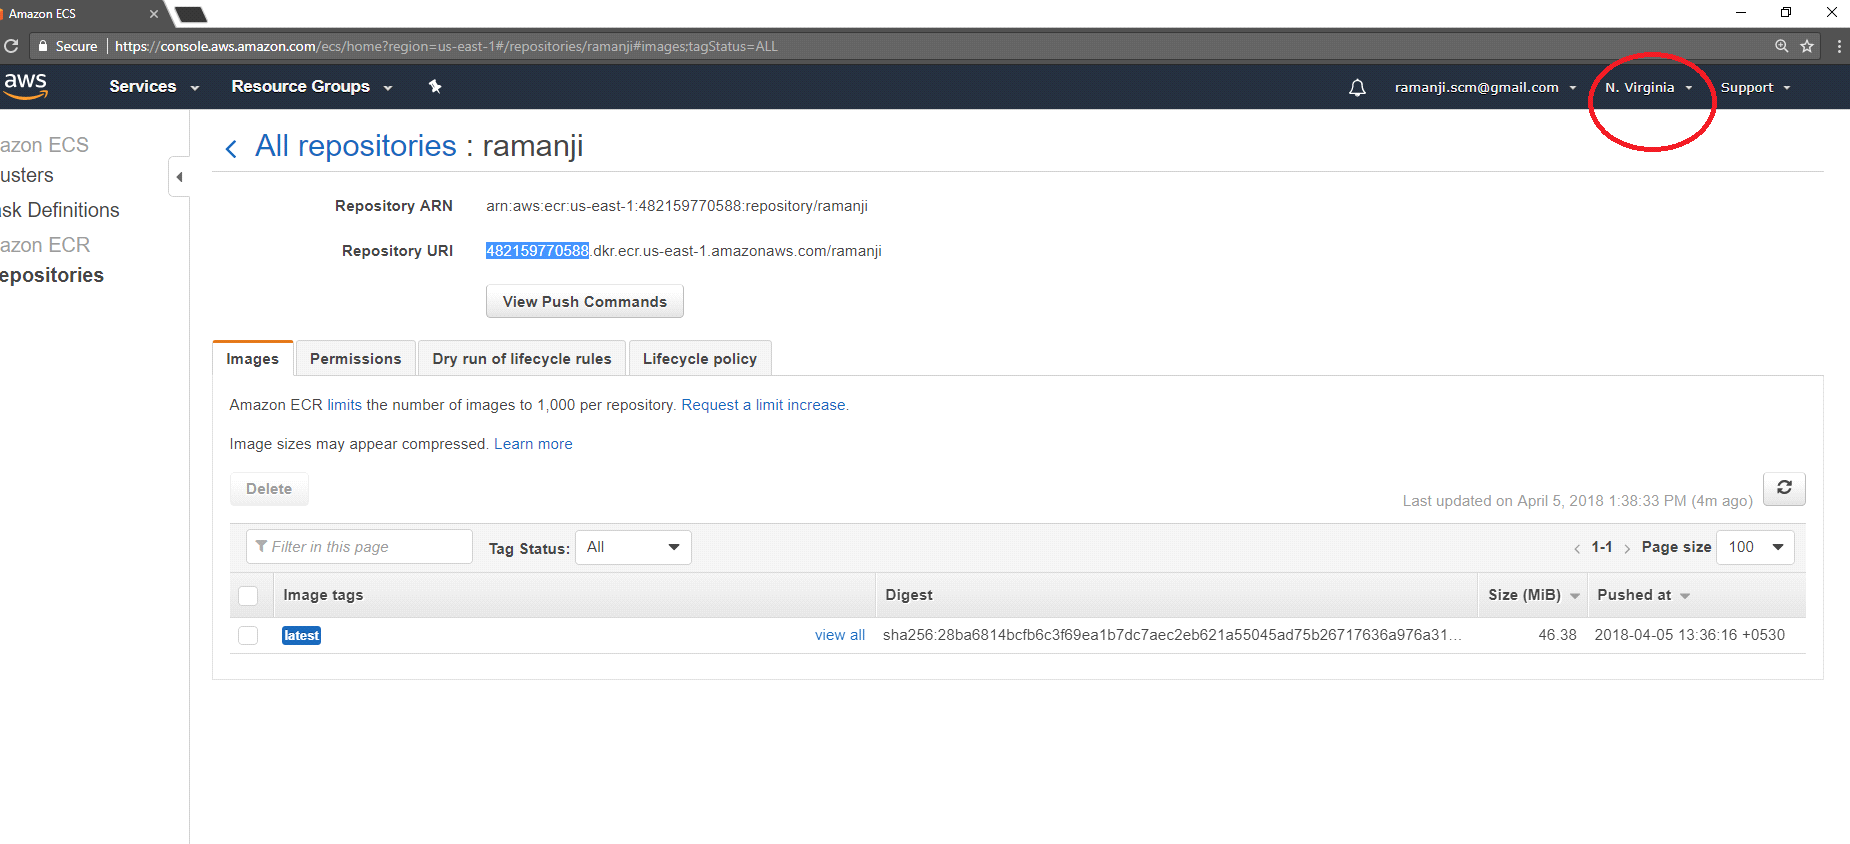 Amazon ECS
Secure https://console.aws.amazon.com/ecs/home?region=us-east-1#/repositories/ramanji#images;tagStatus=ALL
aws Services Resource Groups ramanji.scm@gmail.com N. Virginia Support
azon ECS
usters
sk Definitions
azon ECR
epositories
All repositories : ramanji
Repository ARN arn:aws:ecr:us-east-1:482159770588:repository/ramanji
Repository URI 482159770588.dkr.ecr.us-east-1.amazonaws.com/ramanji
View Push Commands
Images Permissions Dry run of lifecycle rules Lifecycle policy
Amazon ECR limits the number of images to 1,000 per repository. Request a limit increase.
Image sizes may appear compressed. Learn more
Delete
Last updated on April 5, 2018 1:38:33 PM (4m ago)
Filter in this page Tag Status: All < 1-1 > Page size 100
Image tags Digest Size (MiB) Pushed at
latest view all sha256:28ba6814bcfb6c3f69ea1b7dc7aec2eb621a55045ad75b26717636a976a31... 46.38 2018-04-05 13:36:16 +0530